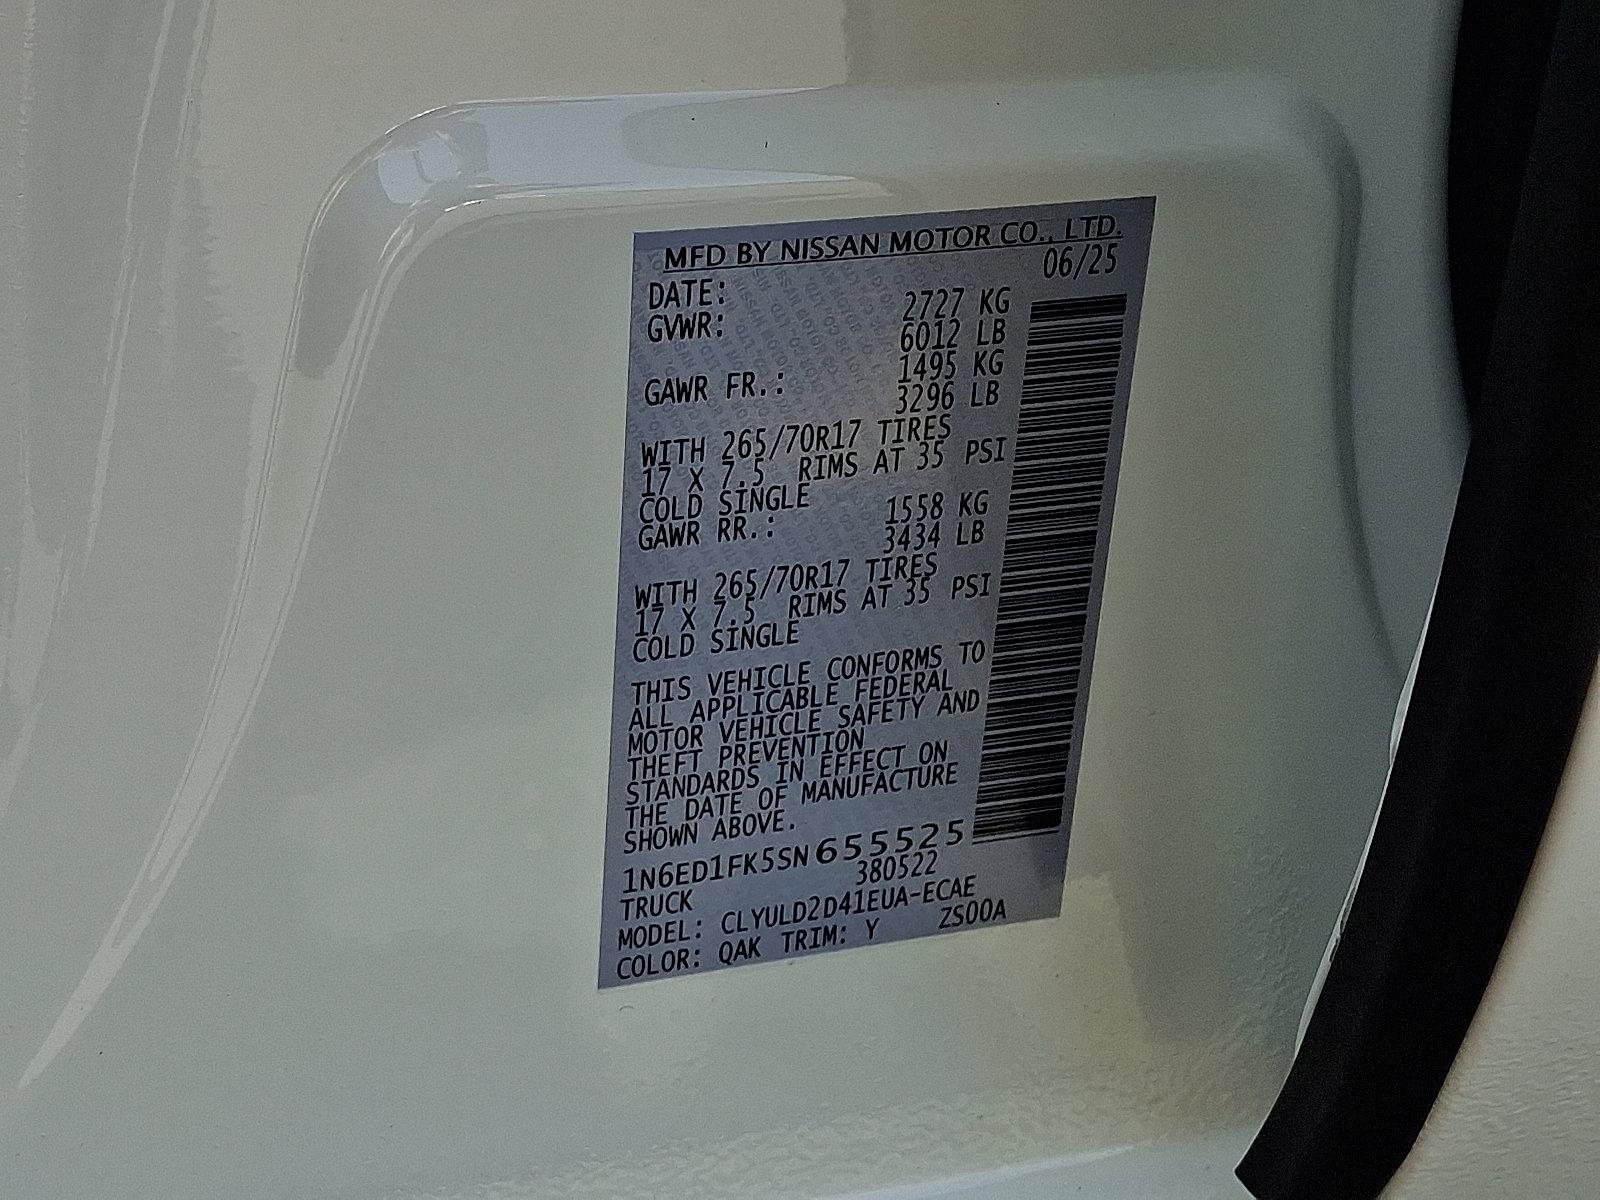 MFD BY NISSAN MOTOR CO., LTD.
DATE: 06/25
GVWR: 2727 KG
6012 LB
GAWR FR.: 1495 KG
3296 LB
WITH 265/70R17 TIRES
17 X 7.5 RIMS AT 35 PSI
COLD SINGLE
GAWR RR.: 1558 KG
3434 LB
WITH 265/70R17 TIRES
17 X 7.5 RIMS AT 35 PSI
COLD SINGLE
THIS VEHICLE CONFORMS TO
ALL APPLICABLE FEDERAL
MOTOR VEHICLE SAFETY AND
THEFT PREVENTION
STANDARDS IN EFFECT ON
THE DATE OF MANUFACTURE
SHOWN ABOVE.
1N6ED1FK5SN655525
TRUCK 380522
MODEL: CLYULD2D41EUA-ECAE
COLOR: QAK TRIM: Y ZS00A